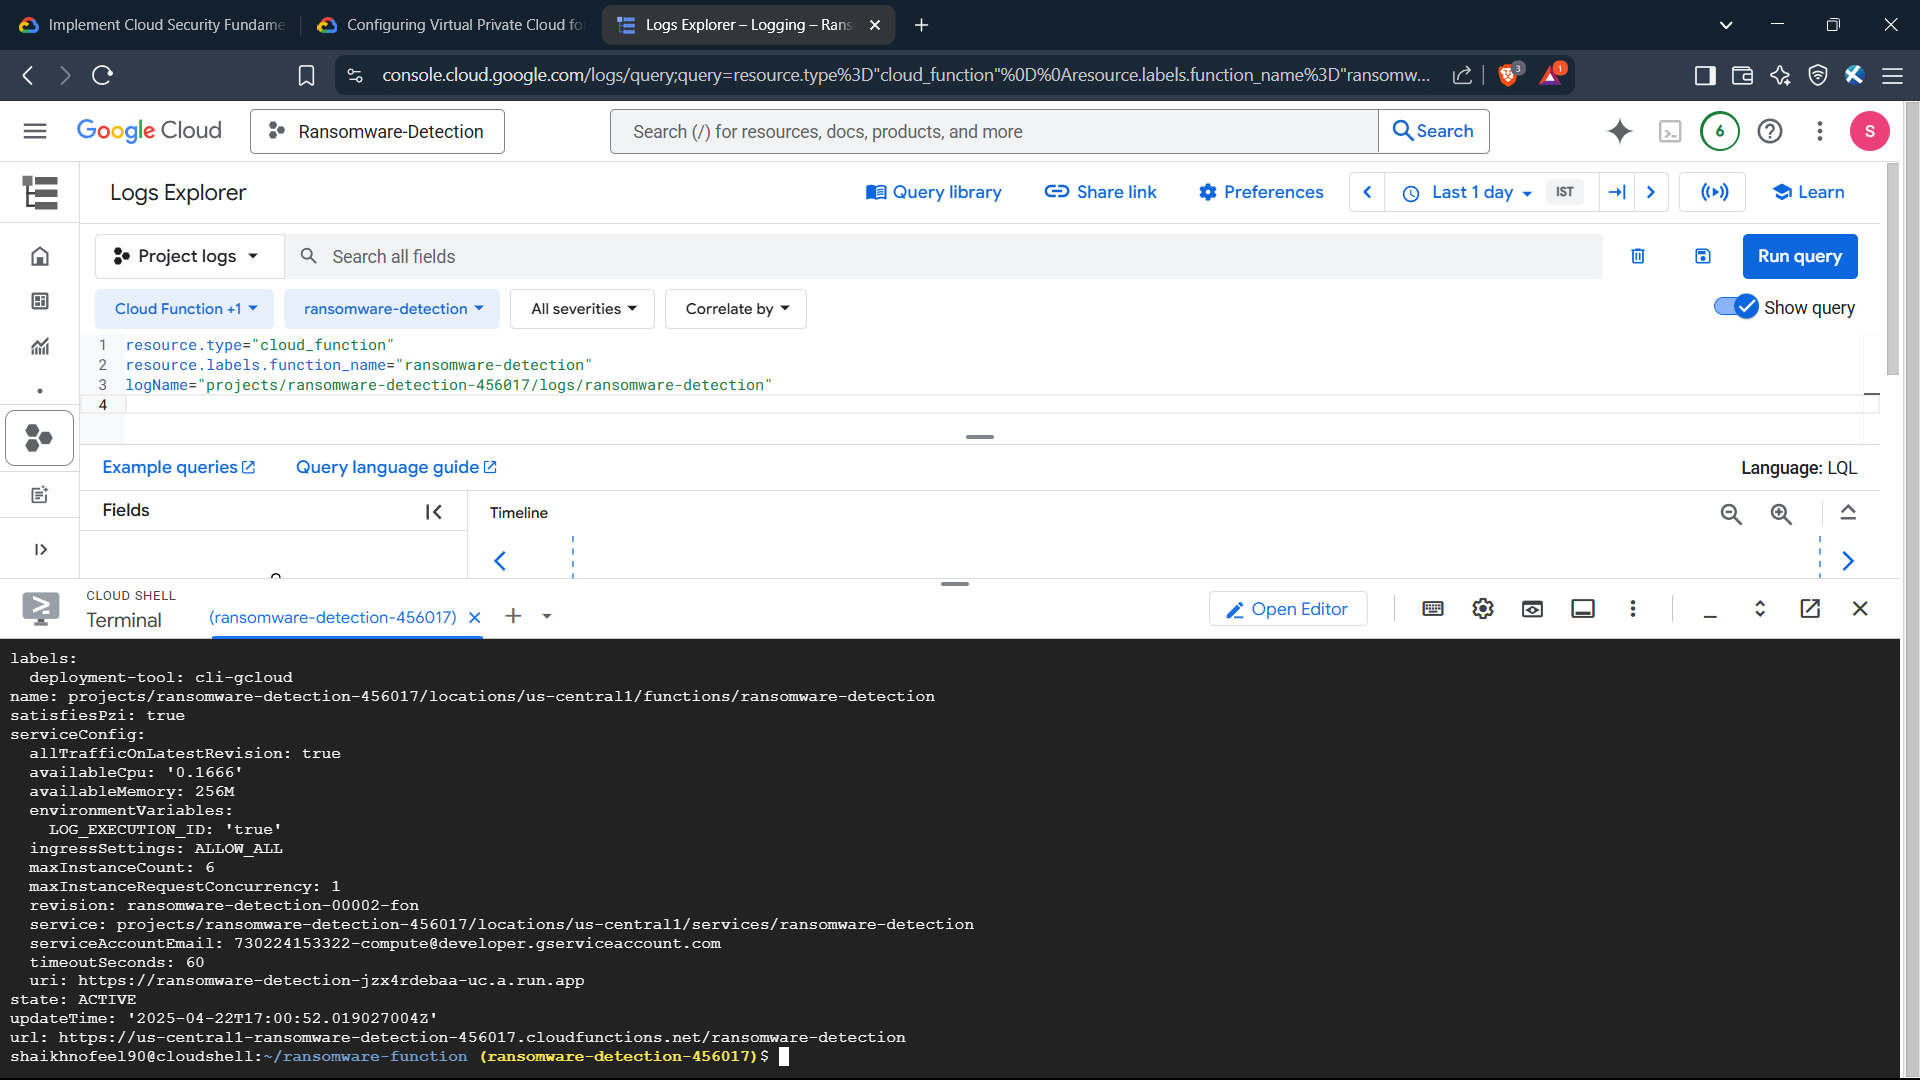 Implement Cloud Security Fundame
Configuring Virtual Private Cloud fo
Logs Explorer – Logging – Rans
console.cloud.google.com/logs/query;query=resource.type%3D"cloud_function"%0D%0Aresource.labels.function_name%3D"ransomw...
3
1
Google Cloud
Ransomware-Detection
Search (/) for resources, docs, products, and more
Search
6
S
Logs Explorer
Query library
Share link
Preferences
Last 1 day
IST
Learn
Project logs
Search all fields
Run query
Cloud Function +1
ransomware-detection
All severities
Correlate by
Show query
1 resource.type="cloud_function"
2 resource.labels.function_name="ransomware-detection"
3 logName="projects/ransomware-detection-456017/logs/ransomware-detection"
4
Example queries
Query language guide
Language: LQL
Fields
Timeline
CLOUD SHELL
Terminal
(ransomware-detection-456017)
Open Editor
labels:
deployment-tool: cli-gcloud
name: projects/ransomware-detection-456017/locations/us-central1/functions/ransomware-detection
satisfiesPzi: true
serviceConfig:
allTrafficOnLatestRevision: true
availableCpu: '0.1666'
availableMemory: 256M
environmentVariables:
LOG_EXECUTION_ID: 'true'
ingressSettings: ALLOW_ALL
maxInstanceCount: 6
maxInstanceRequestConcurrency: 1
revision: ransomware-detection-00002-fon
service: projects/ransomware-detection-456017/locations/us-central1/services/ransomware-detection
serviceAccountEmail: 730224153322-compute@developer.gserviceaccount.com
timeoutSeconds: 60
uri: https://ransomware-detection-jzx4rdebaa-uc.a.run.app
state: ACTIVE
updateTime: '2025-04-22T17:00:52.019027004Z'
url: https://us-central1-ransomware-detection-456017.cloudfunctions.net/ransomware-detection
shaikhnofeel90@cloudshell:~/ransomware-function (ransomware-detection-456017)$